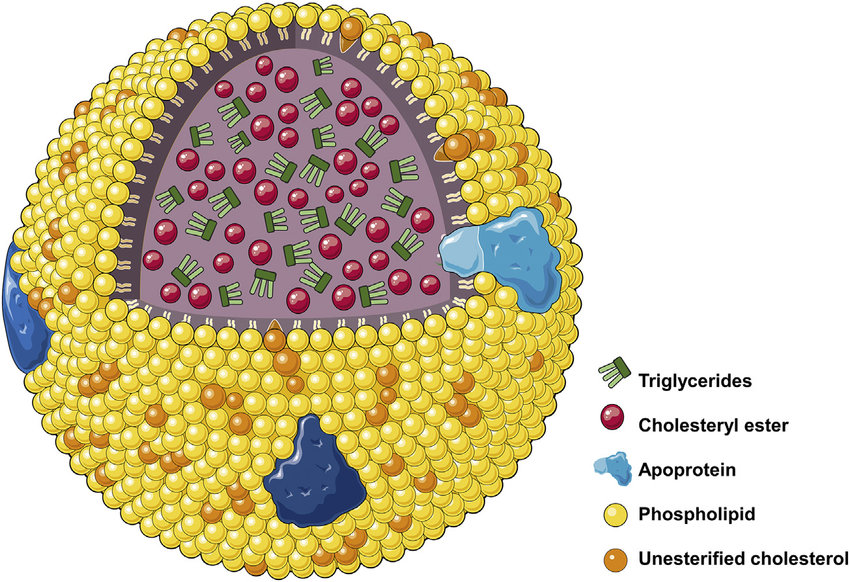 Triglycerides
Cholesteryl ester
Apoprotein
Phospholipid
Unesterified cholesterol